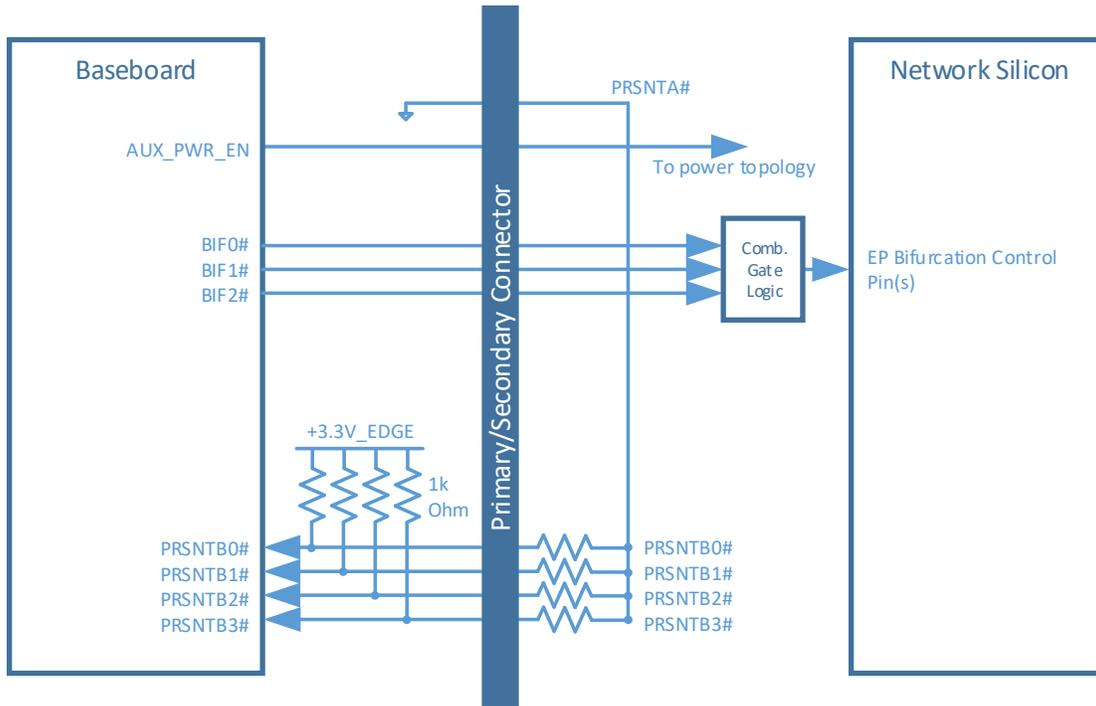 Baseboard
Network Silicon
PRSNTA#
AUX_PWR_EN
To power topology
Primary/Secondary Connector
BIF0#
BIF1#
BIF2#
Comb.
Gate
Logic
EP Bifurcation Control
Pin(s)
+3.3V_EDGE
1k
Ohm
PRSNTB0#
PRSNTB1#
PRSNTB2#
PRSNTB3#
PRSNTB0#
PRSNTB1#
PRSNTB2#
PRSNTB3#